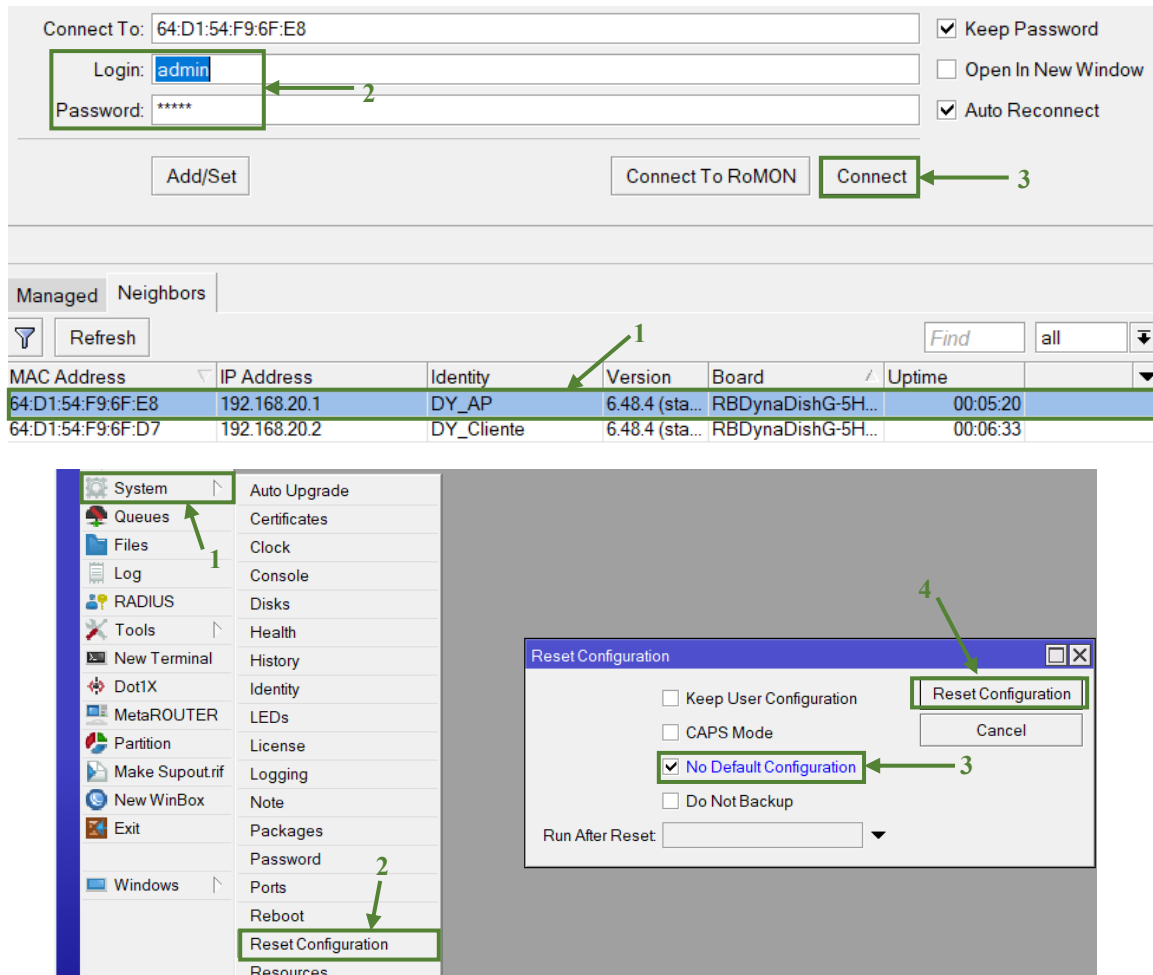 Connect To: 64:D1:54:F9:6F:E8 Keep Password
Login: admin Open In New Window
2
Password: ***** Auto Reconnect
Add/Set Connect To RoMON Connect 3
Managed Neighbors
Refresh 1 Find all
MAC Address IP Address Identity Version Board Uptime
64:D1:54:F9:6F:E8 192.168.20.1 DY_AP 6.48.4 (sta... RBDynaDishG-5H... 00:05:20
64:D1:54:F9:6F:D7 192.168.20.2 DY_Cliente 6.48.4 (sta... RBDynaDishG-5H... 00:06:33
System
Queues
1
Files
Log
RADIUS
Tools
New Terminal
Dot1X
MetaROUTER
Partition
Make Supout.rif
New WinBox
Exit
Windows
Auto Upgrade
Certificates
Clock
Console
Disks
Health
History
Identity
LEDs
License
Logging
Note
Packages
Password
2
Ports
Reboot
Reset Configuration
Resources
4
Reset Configuration
Keep User Configuration Reset Configuration
CAPS Mode Cancel
No Default Configuration 3
Do Not Backup
Run After Reset: